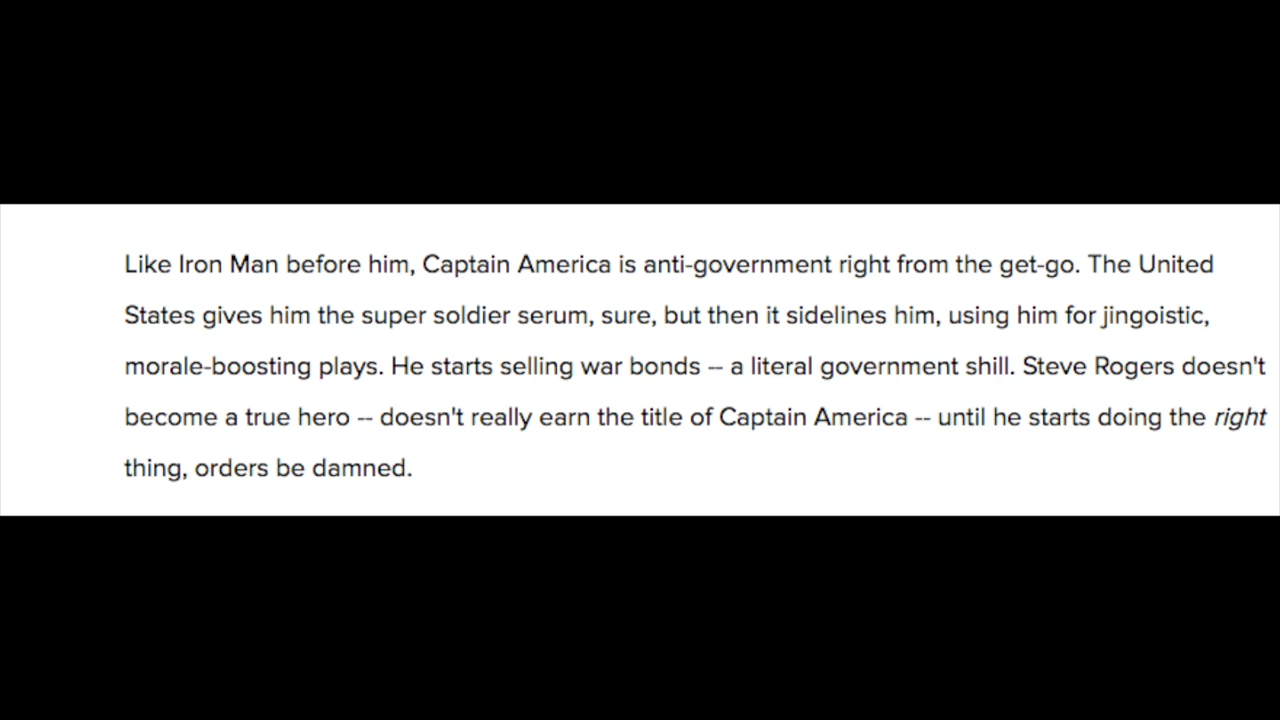 Like Iron Man before him, Captain America is anti-government right from the get-go. The United
States gives him the super soldier serum, sure, but then it sidelines him, using him for jingoistic,
morale-boosting plays. He starts selling war bonds -- a literal government shill. Steve Rogers doesn't
become a true hero -- doesn't really earn the title of Captain America -- until he starts doing the right
thing, orders be damned.